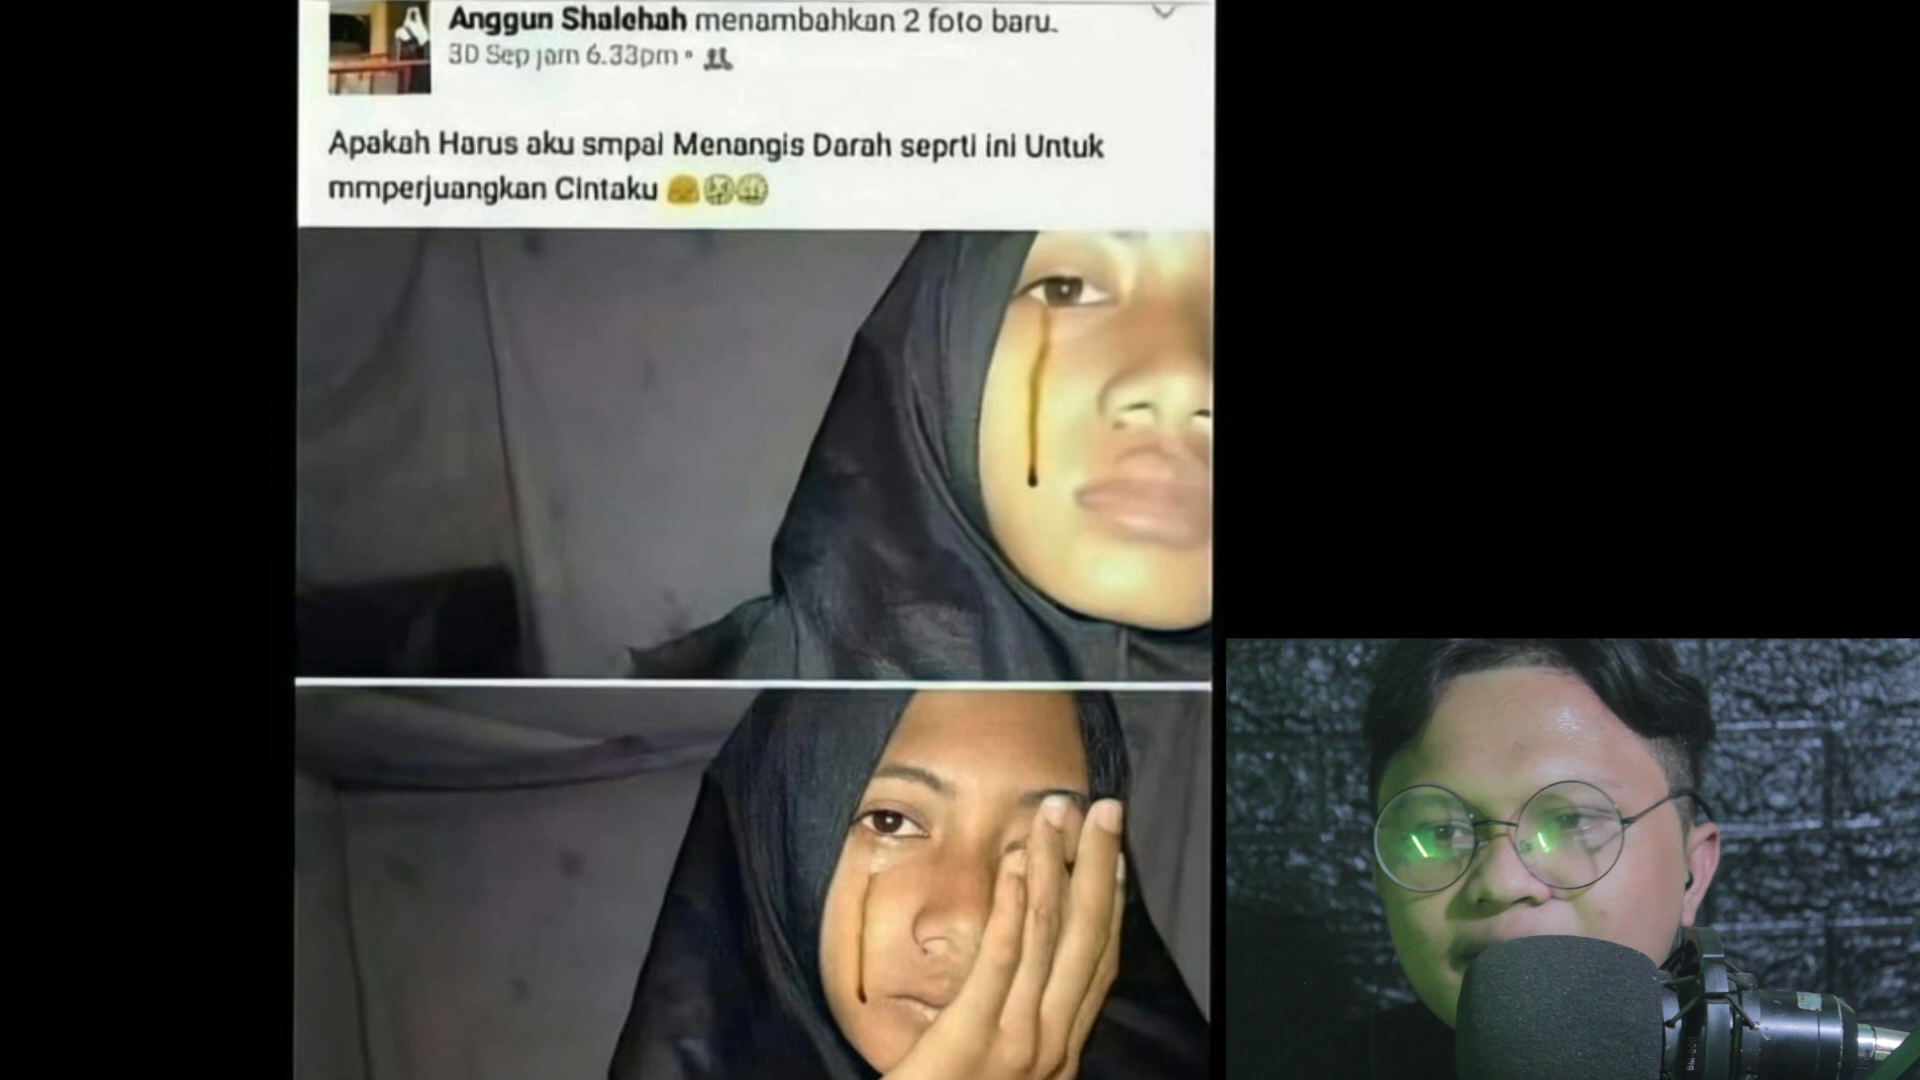 Anggun Shalehah menambahkan 2 foto baru.
30 Sep jam 6.33pm •
Apakah Harus aku smpai Menangis Darah seprti ini Untuk
mmperjuangkan Cintaku